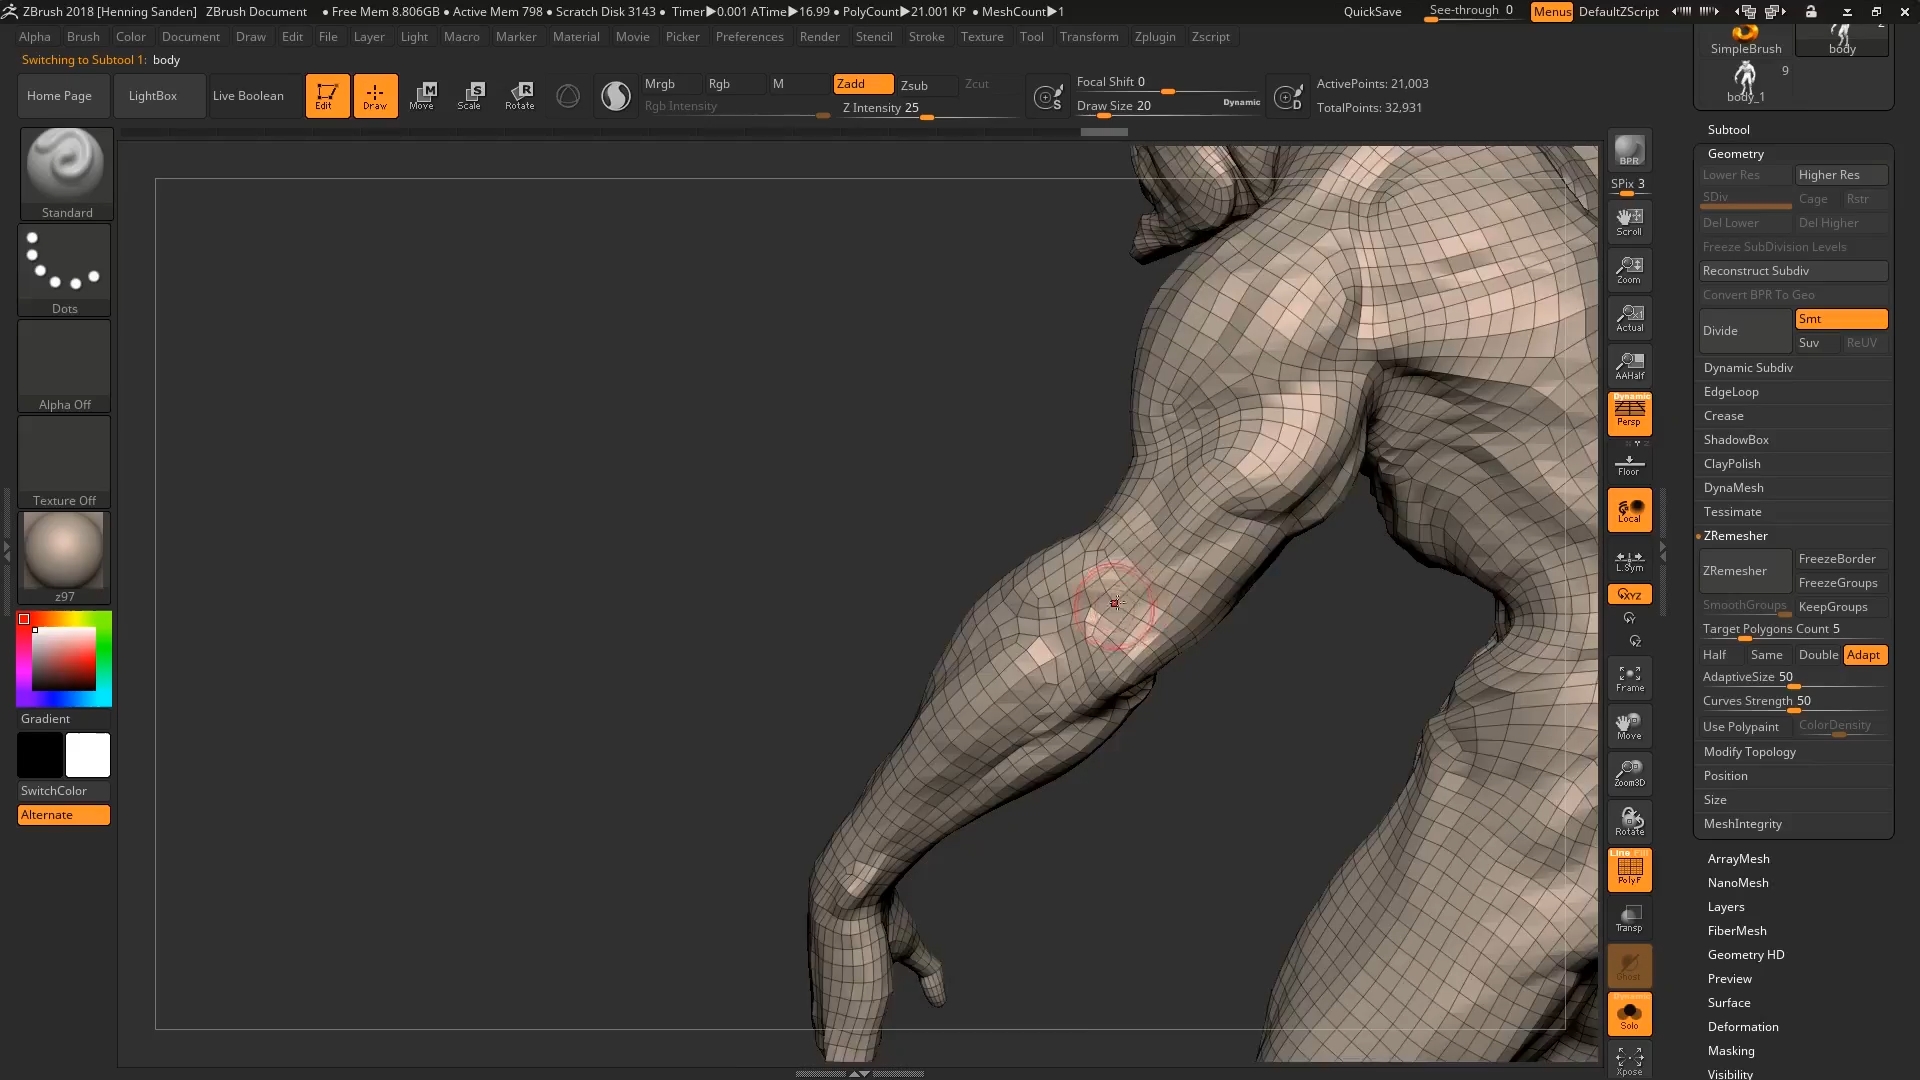 ZBrush 2018 [Henning Sanden] ZBrush Document • Free Mem 8.806GB • Active Mem 798 • Scratch Disk 3143 • Timer▶0.001 ATime▶16.99 • PolyCount▶21.001 KP • MeshCount▶1
QuickSave See-through 0 Menus DefaultZScript
Alpha Brush Color Document Draw Edit File Layer Light Macro Marker Material Movie Picker Preferences Render Stencil Stroke Texture Tool Transform Zplugin Zscript
Switching to Subtool 1: body
Home Page LightBox Live Boolean Edit Draw Move Scale Rotate
Mrgb Rgb M Zadd Zsub Zcut
Rgb Intensity Z Intensity 25
Focal Shift 0
Draw Size 20 Dynamic
ActivePoints: 21,003
TotalPoints: 32,931
Standard
Dots
Alpha Off
Texture Off
z97
Gradient
SwitchColor
Alternate
BPR
SPix 3
Scroll
Zoom
Actual
AAHalf
Dynamic
Persp
Floor
Local
L.Sym
XYZ
Frame
Move
Zoom3D
Rotate
Line Fill
PolyF
Transp
Ghost
Dynamic
Solo
Xpose
SimpleBrush body 2
9
body_1
Subtool
Geometry
Lower Res Higher Res
SDiv Cage Rstr
Del Lower Del Higher
Freeze SubDivision Levels
Reconstruct Subdiv
Convert BPR To Geo
Divide Smt
Suv ReUV
Dynamic Subdiv
EdgeLoop
Crease
ShadowBox
ClayPolish
DynaMesh
Tessimate
ZRemesher
ZRemesher FreezeBorder
FreezeGroups
SmoothGroups KeepGroups
Target Polygons Count 5
Half Same Double Adapt
AdaptiveSize 50
Curves Strength 50
Use Polypaint ColorDensity
Modify Topology
Position
Size
MeshIntegrity
ArrayMesh
NanoMesh
Layers
FiberMesh
Geometry HD
Preview
Surface
Deformation
Masking
Visibility